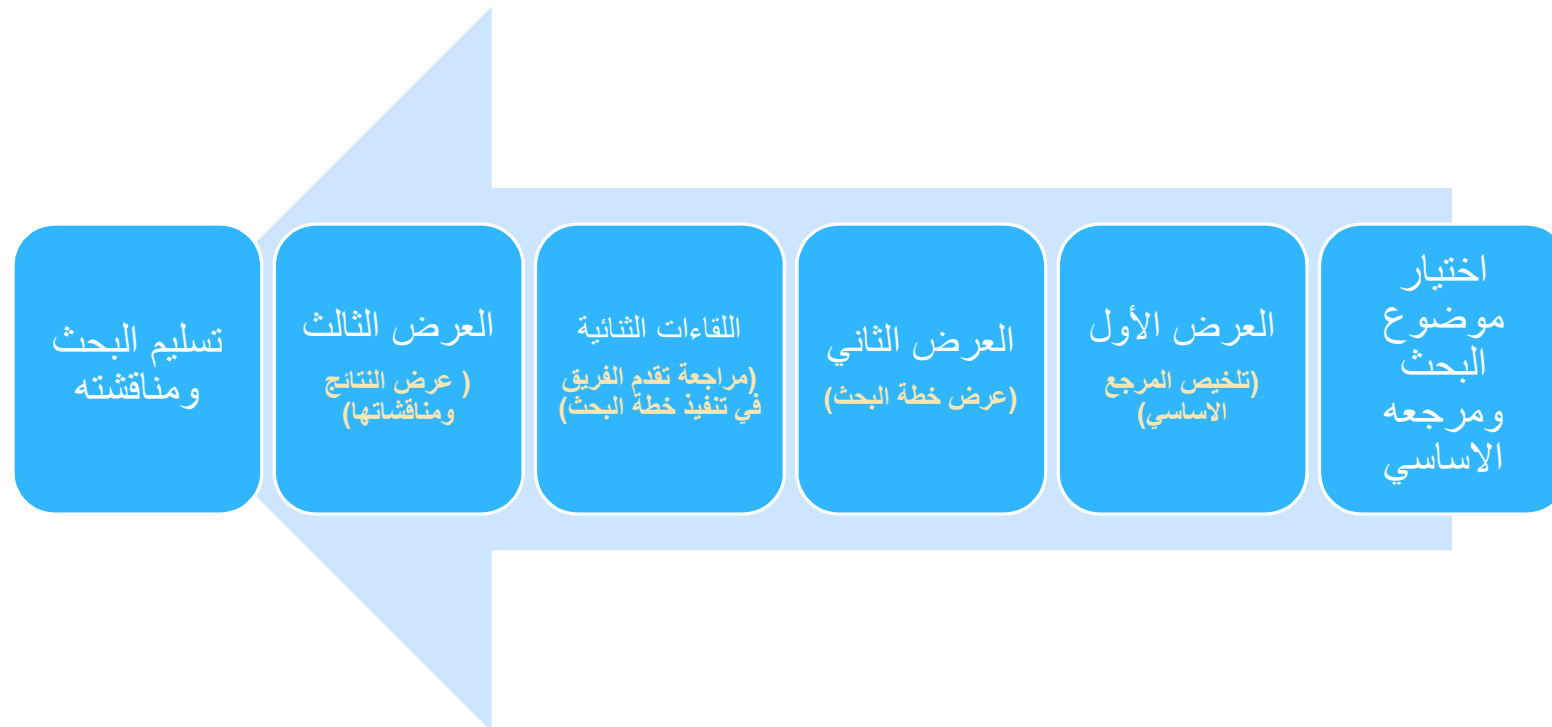 اختيار
موضوع
البحث
ومرجعه
الاساسي
العرض الأول
(تلخيص المرجع
الاساسي)
العرض الثاني
(عرض خطة البحث)
اللقاءات الثنائية
(مراجعة تقدم الفريق
في تنفيذ خطة البحث)
العرض الثالث
( عرض النتائج
ومناقشاتها)
تسليم البحث
ومناقشته